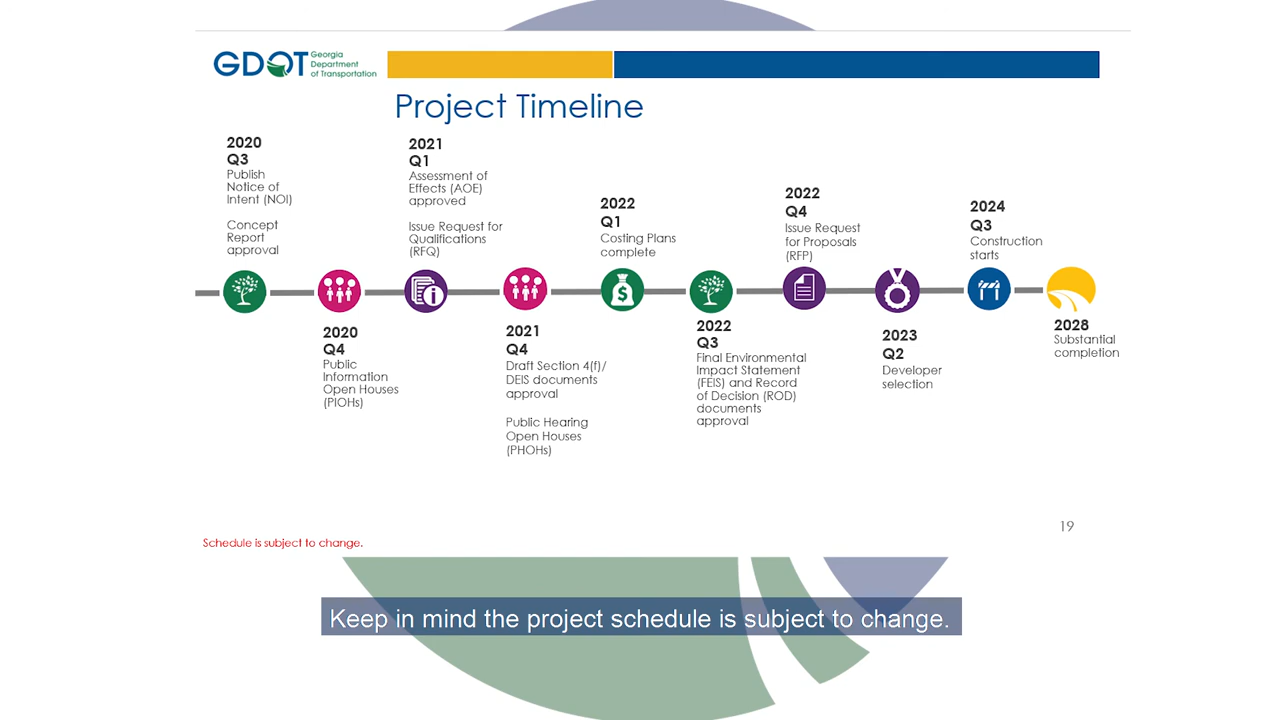 GDOT
Georgia
Department
of Transportation
Project Timeline
2020
Q3
Publish
Notice of
Intent (NOI)
Concept
Report
approval
2020
Q4
Public
Information
Open Houses
(PIOHs)
2021
Q1
Assessment of
Effects (AOE)
approved
Issue Request for
Qualifications
(RFQ)
2021
Q4
Draft Section 4(f)/
DEIS documents
approval
Public Hearing
Open Houses
(PHOHs)
2022
Q1
Costing Plans
complete
2022
Q3
Final Environmental
Impact Statement
(FEIS) and Record
of Decision (ROD)
documents
approval
2022
Q4
Issue Request
for Proposals
(RFP)
2023
Q2
Developer
selection
2024
Q3
Construction
starts
2028
Substantial
completion
19
Schedule is subject to change.
Keep in mind the project schedule is subject to change.